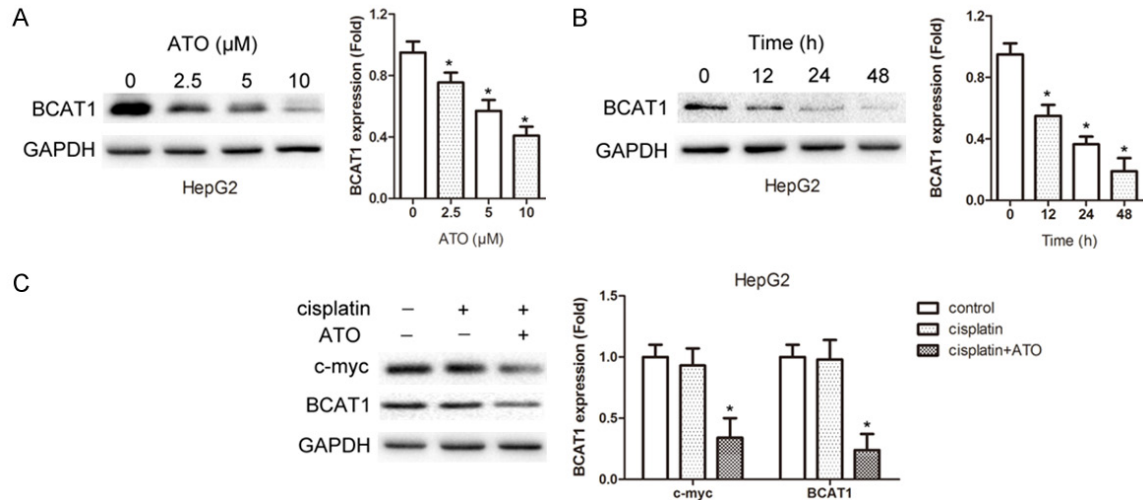 A
ATO (µM)
0 2.5 5 10
BCAT1
GAPDH
HepG2
BCAT1 expression (Fold)
1.2
0.8
0.4
0.0
* * *
0 2.5 5 10
ATO (µM)
B
Time (h)
0 12 24 48
BCAT1
GAPDH
HepG2
BCAT1 expression (Fold)
1.2
0.8
0.4
0.0
* * *
0 12 24 48
Time (h)
C
cisplatin − + +
ATO − − +
c-myc
BCAT1
GAPDH
HepG2
BCAT1 expression (Fold)
1.5
1.0
0.5
0.0
* *
c-myc BCAT1
control
cisplatin
cisplatin+ATO